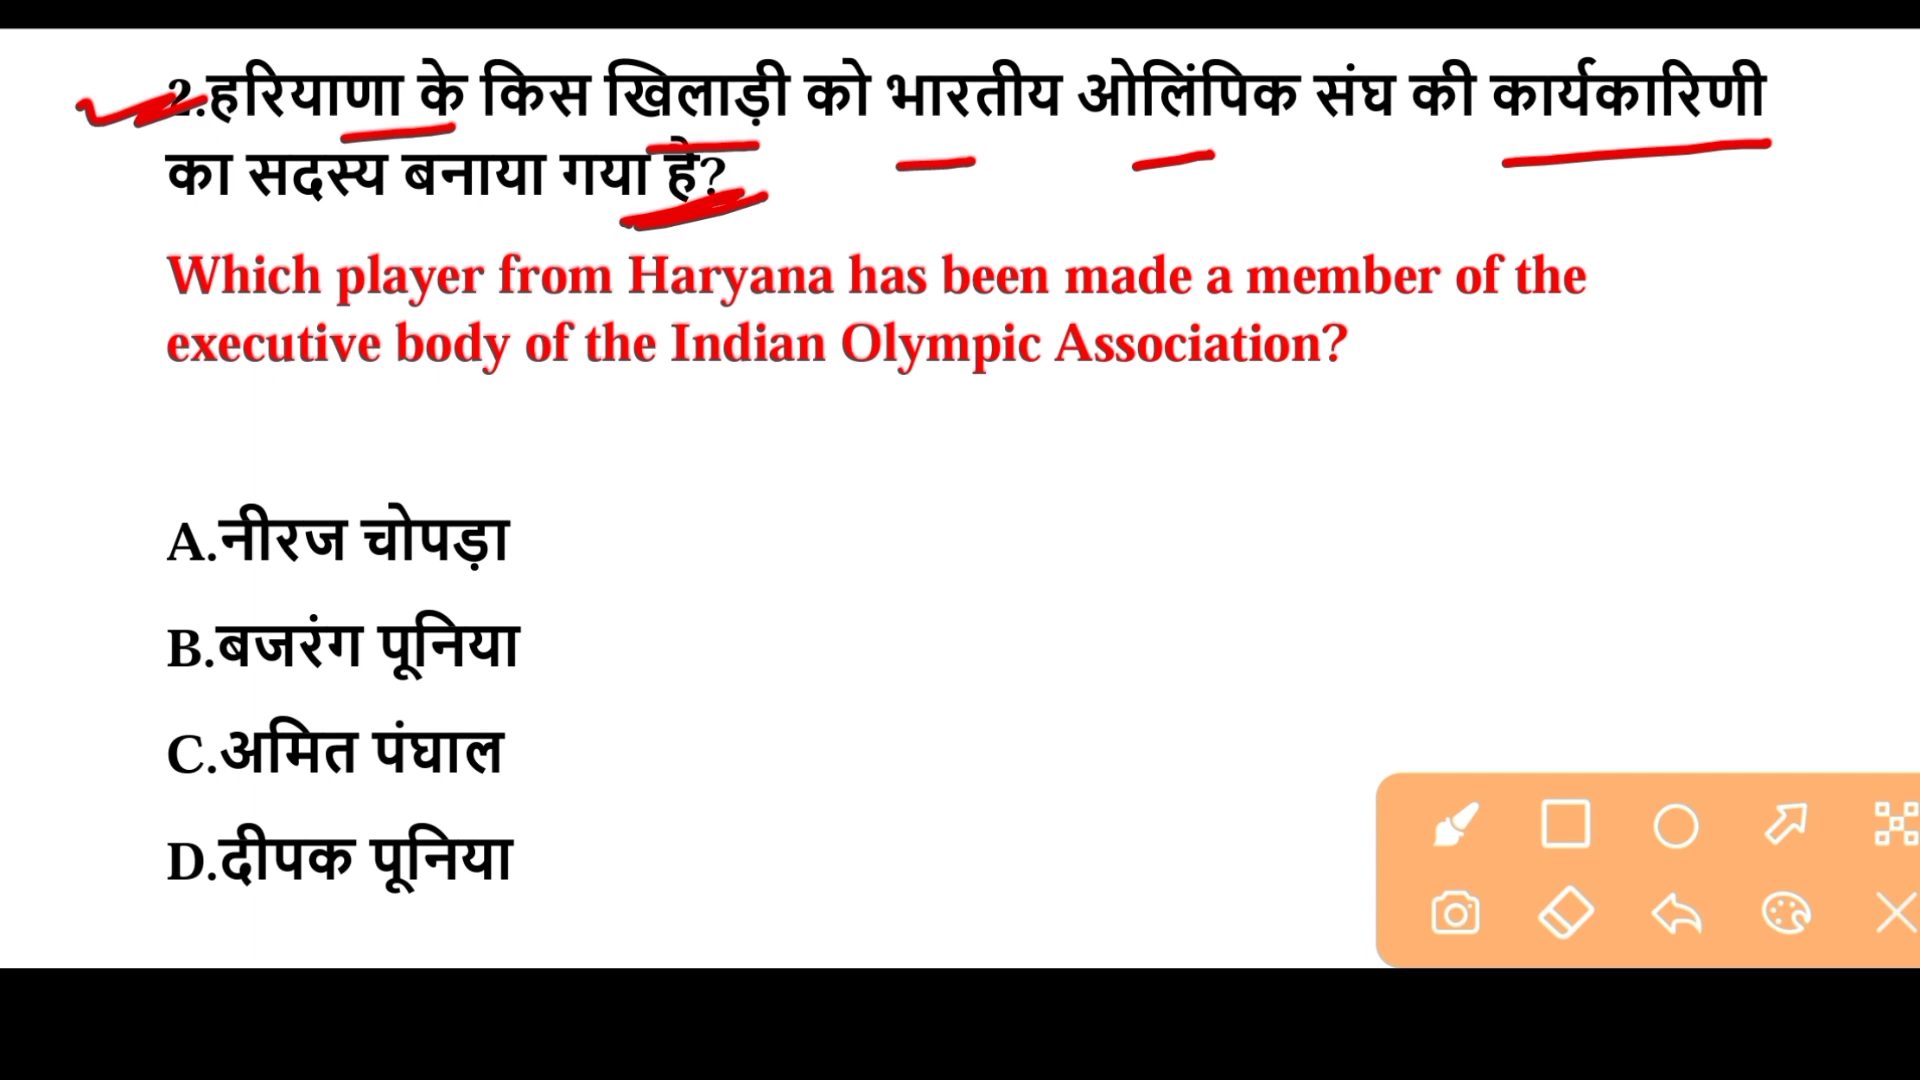 2.हरियाणा के किस खिलाड़ी को भारतीय ओलिंपिक संघ की कार्यकारिणी
का सदस्य बनाया गया है?
Which player from Haryana has been made a member of the
executive body of the Indian Olympic Association?
A.नीरज चोपड़ा
B.बजरंग पूनिया
C.अमित पंघाल
D.दीपक पूनिया